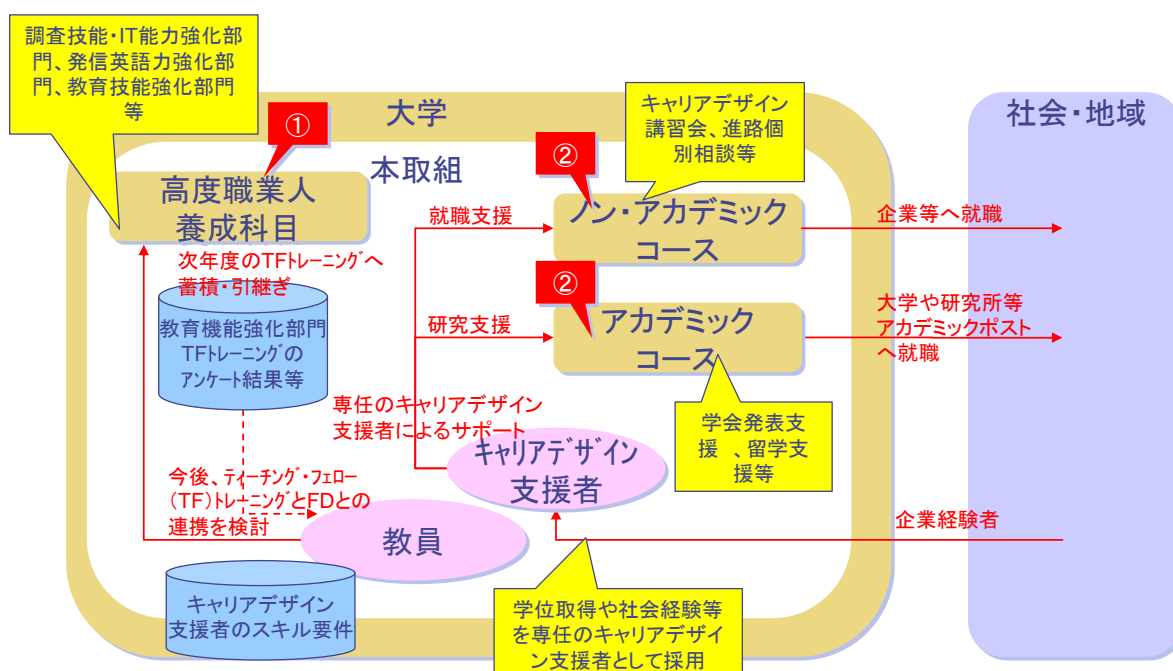 調査技能・IT能力強化部
門、発信英語力強化部
門、教育技能強化部門
等
大学
①
本取組
高度職業人
養成科目
キャリアデザイン
講習会、進路個
別相談等
②
ノン・アカデミック
コース
社会・地域
就職支援
企業等へ就職
次年度のTFトレーニングへ
蓄積・引継ぎ
②
アカデミック
コース
研究支援
大学や研究所等
アカデミックポスト
へ就職
教育機能強化部門
TFトレーニングの
アンケート結果等
専任のキャリアデザイン
支援者によるサポート
学会発表支
援 、留学支
援等
キャリアデザイン
支援者
今後、ティーチング・フェロー
(TF)トレーニングとFDとの
連携を検討
教員
企業経験者
キャリアデザイン
支援者のスキル要件
学位取得や社会経験等
を専任のキャリアデザイ
ン支援者として採用